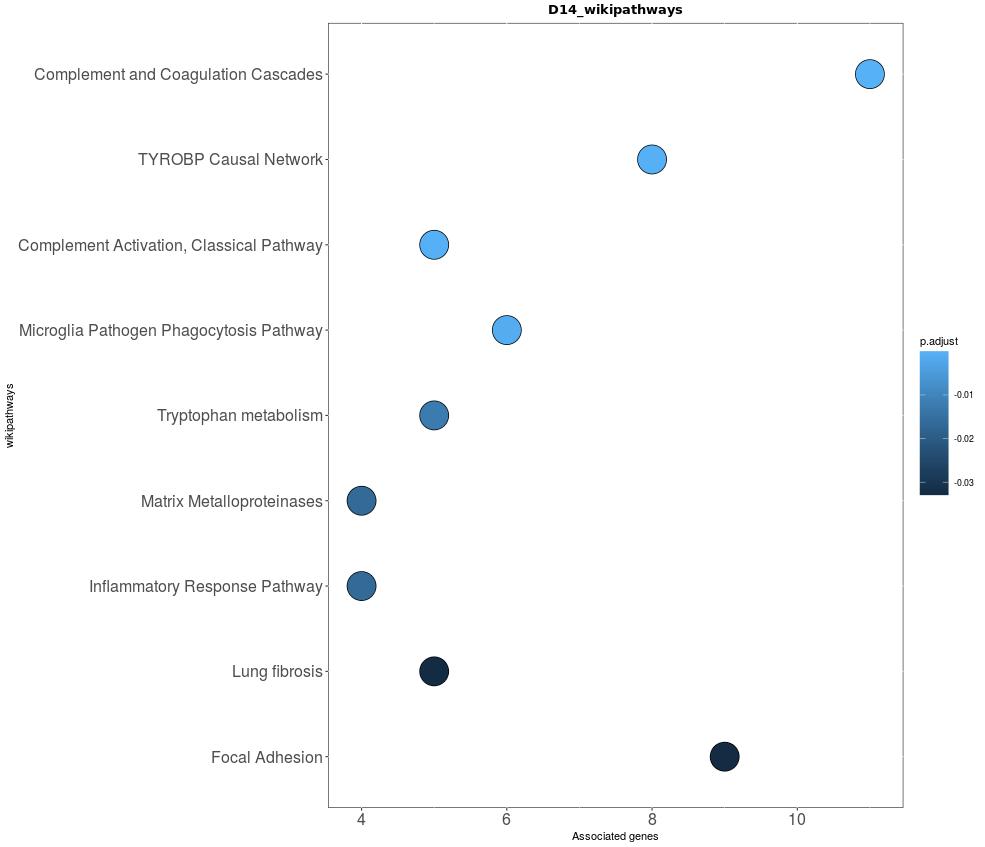 D14_wikipathways
Complement and Coagulation Cascades
TYROBP Causal Network
Complement Activation, Classical Pathway
Microglia Pathogen Phagocytosis Pathway
Tryptophan metabolism
Matrix Metalloproteinases
Inflammatory Response Pathway
Lung fibrosis
Focal Adhesion
wikipathways
4 6 8 10
Associated genes
p.adjust
-0.01
-0.02
-0.03